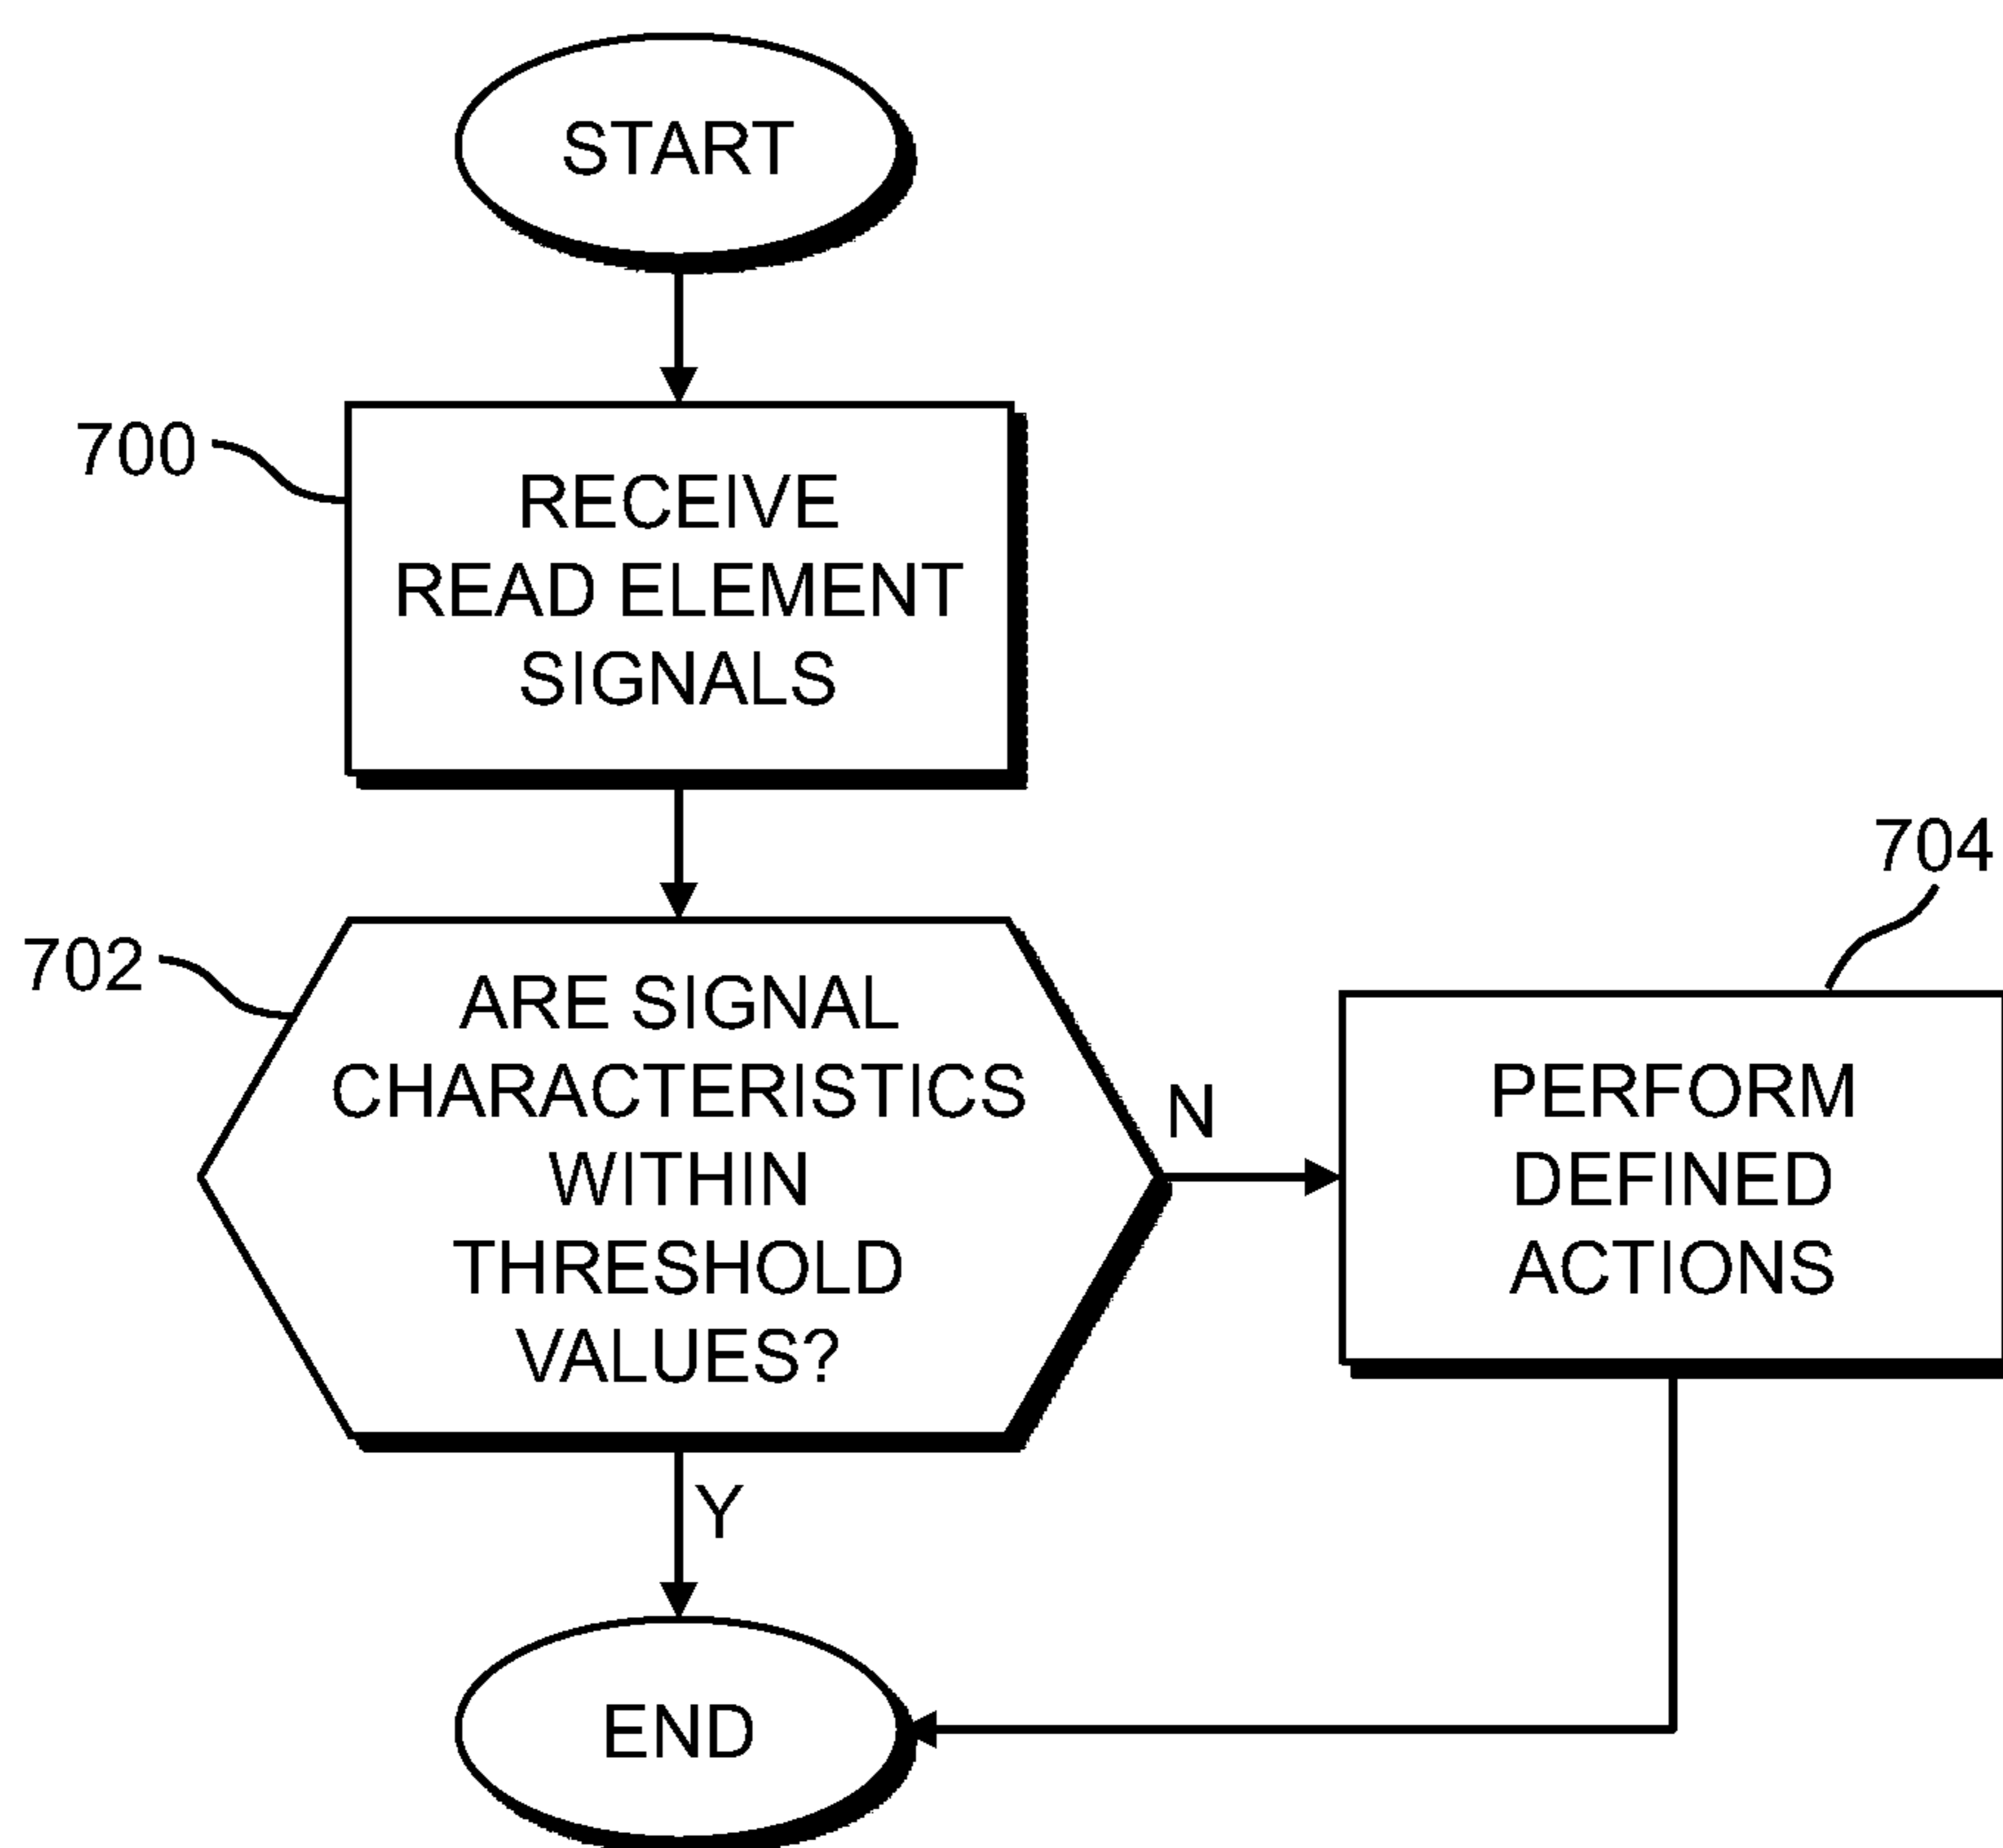 START
700
RECEIVE
READ ELEMENT
SIGNALS
702
ARE SIGNAL
CHARACTERISTICS
WITHIN
THRESHOLD
VALUES?
N
704
PERFORM
DEFINED
ACTIONS
Y
END